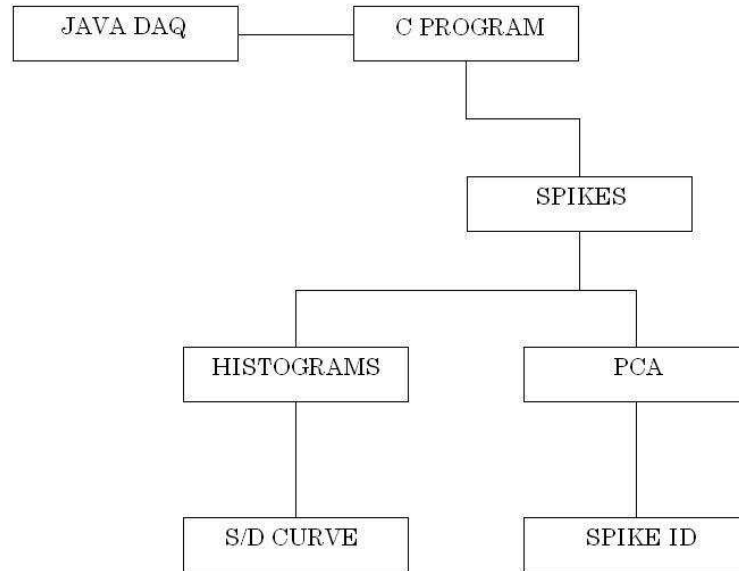 JAVA DAQ
C PROGRAM
SPIKES
HISTOGRAMS
PCA
S/D CURVE
SPIKE ID